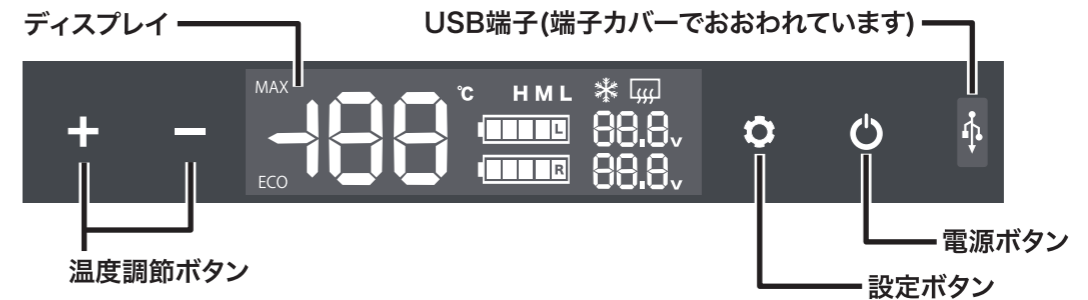 ディスプレイ
USB端子(端子カバーでおおわれています)
MAX
-188
℃
H M L
ECO
L
88.8v
R
88.8v
温度調節ボタン
電源ボタン
設定ボタン